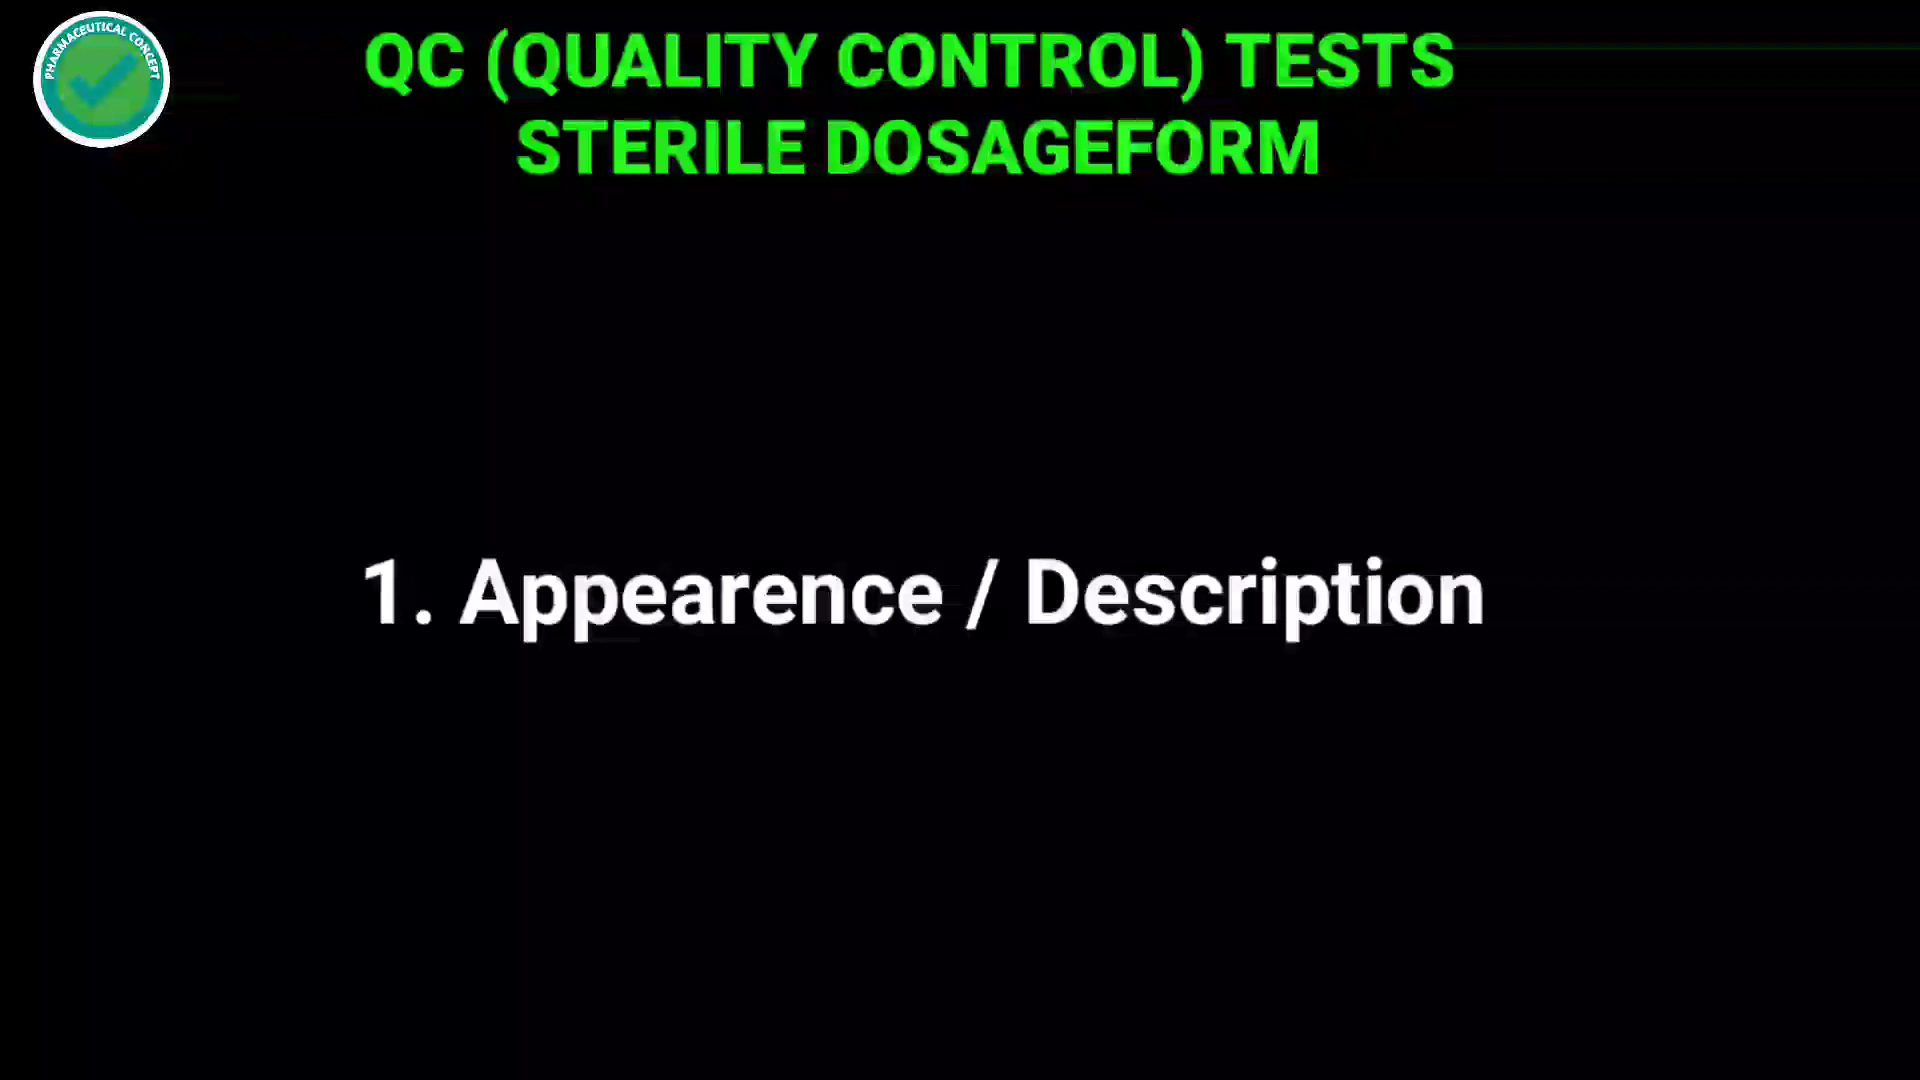 PHARMACEUTICAL CONCEPT
QC (QUALITY CONTROL) TESTS
STERILE DOSAGEFORM
1. Appearence / Description